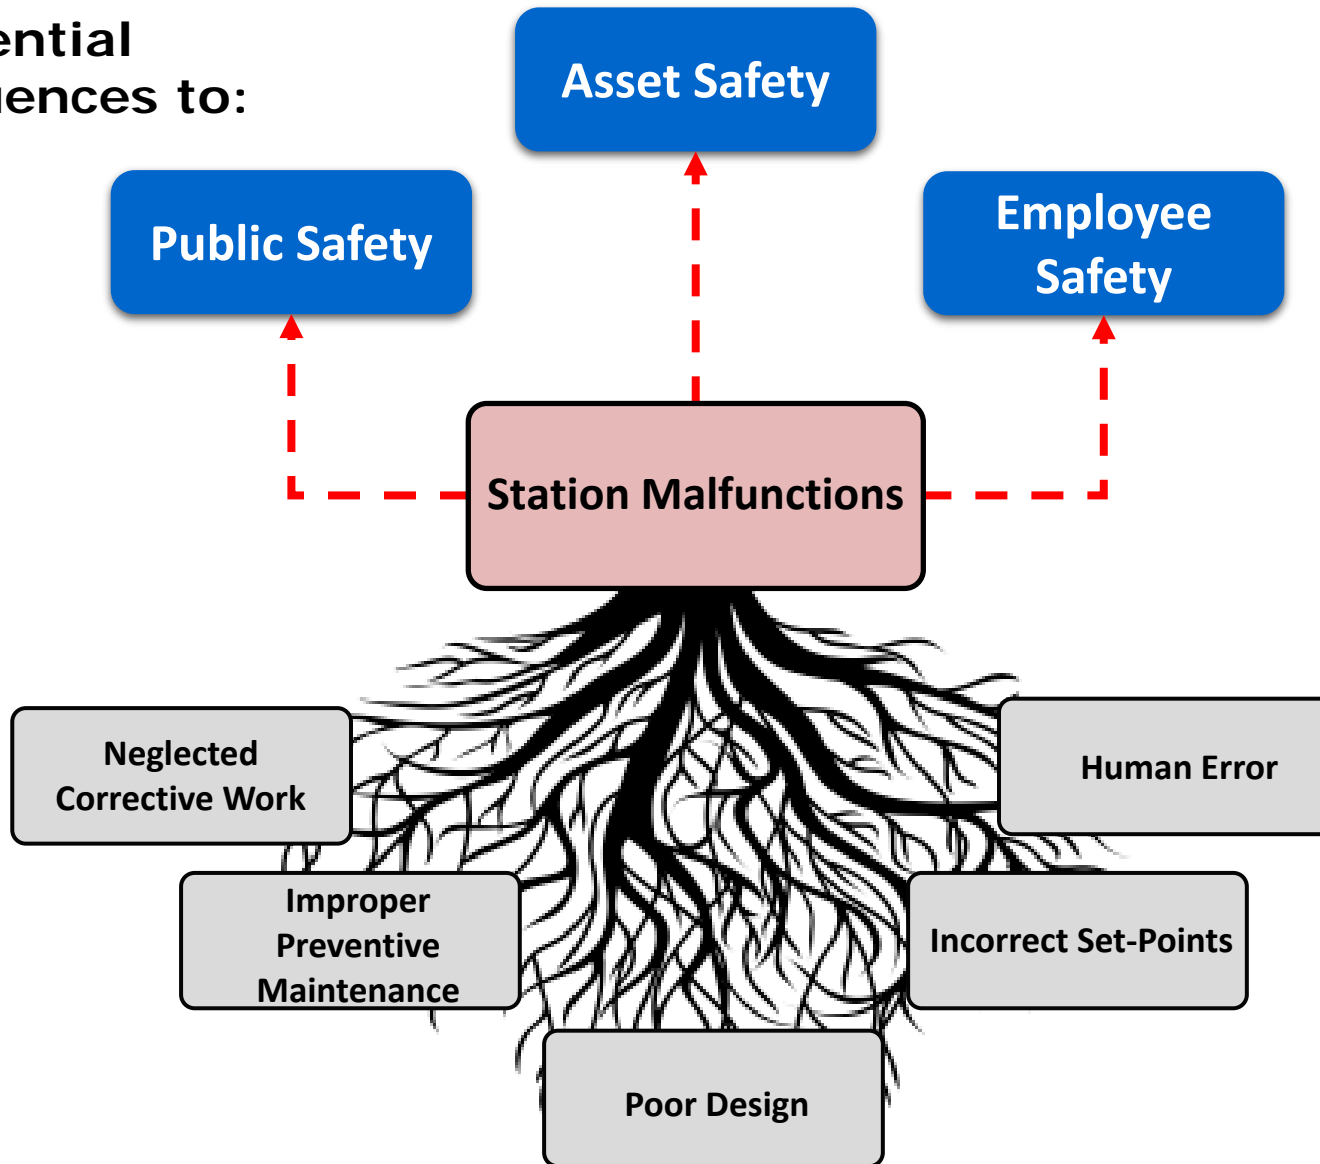 ential
uences to:
Asset Safety
Public Safety
Employee
Safety
Station Malfunctions
Neglected
Corrective Work
Human Error
Improper
Preventive
Maintenance
Incorrect Set-Points
Poor Design